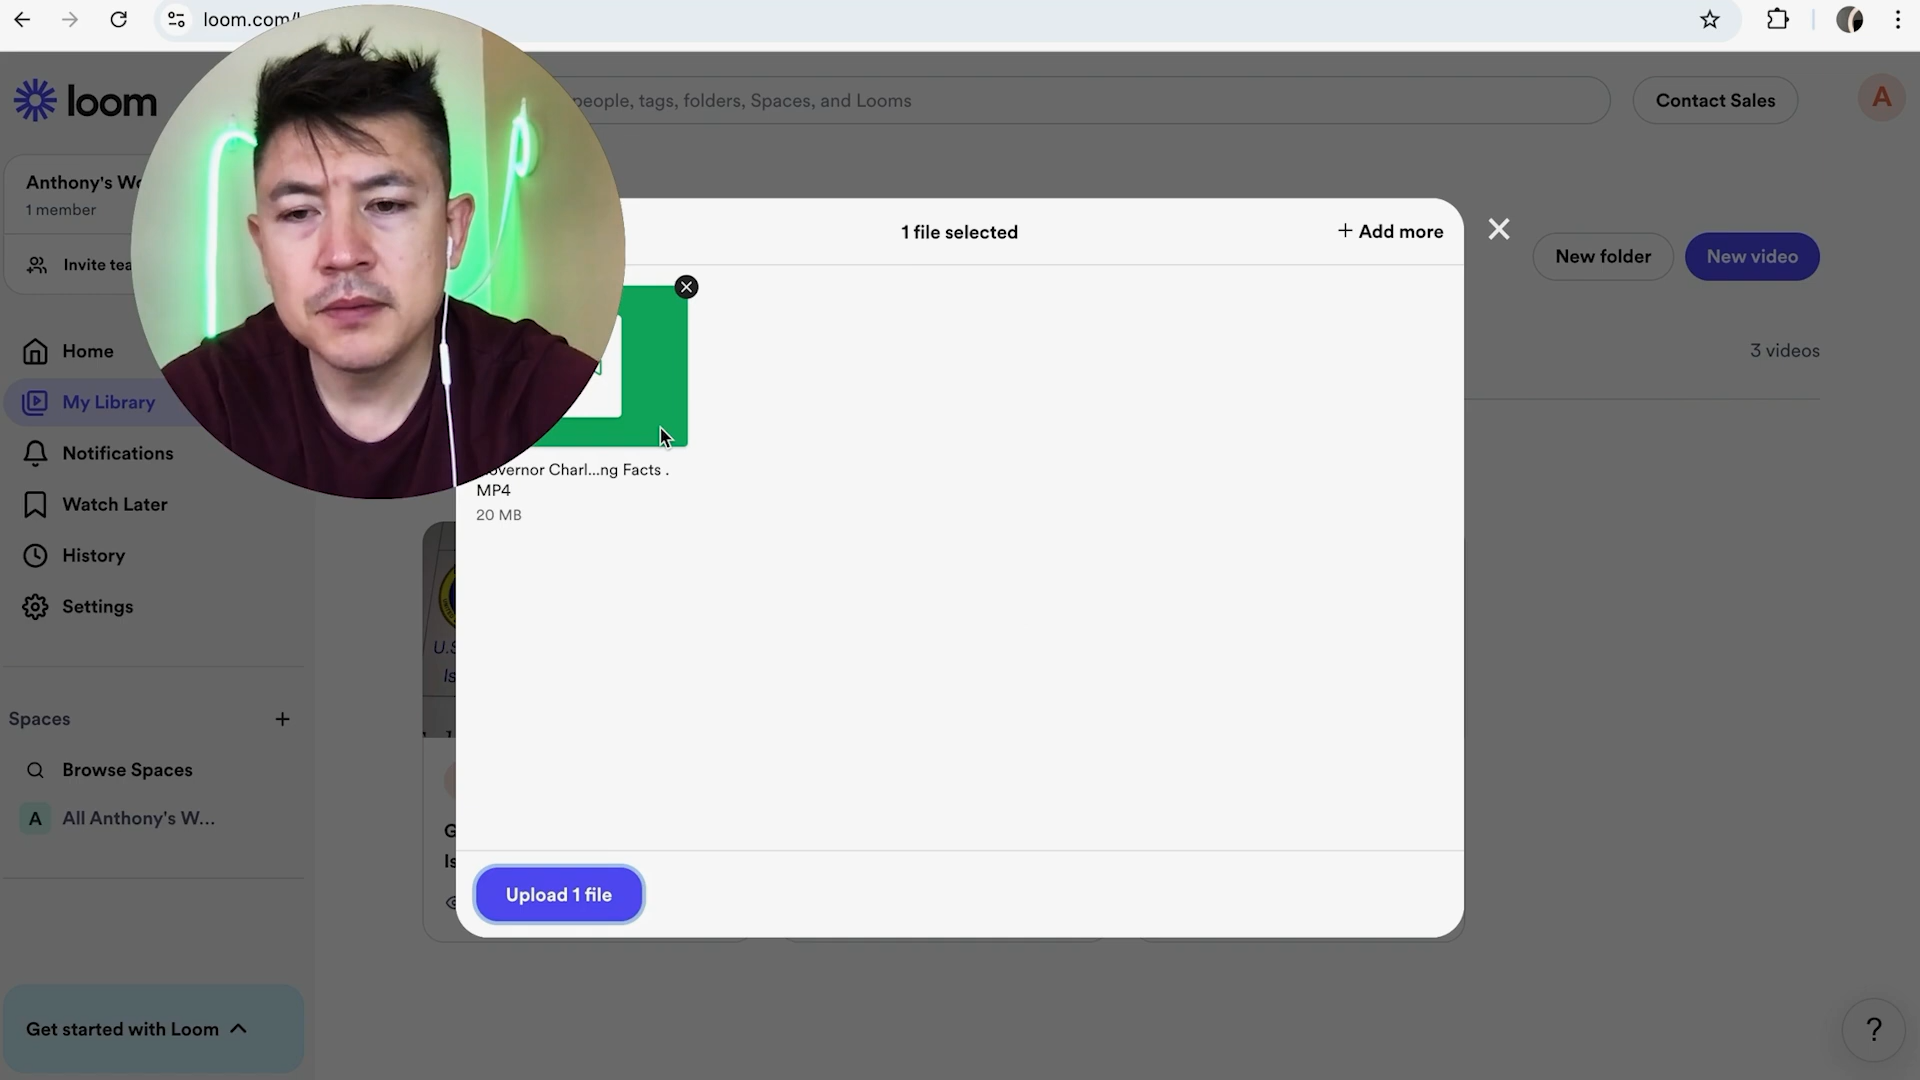 loom.com/
loom
people, tags, folders, Spaces, and Looms
Contact Sales
A
Anthony's
1 member
1 file selected
+ Add more
Invite
New folder
New video
Home
3 videos
My Library
Notifications
Charl...ng Facts .
MP4
Watch Later
20 MB
History
Settings
U.S
Is
Spaces
Browse Spaces
A
All Anthony's W...
G
Is
Upload 1 file
Get started with Loom
?